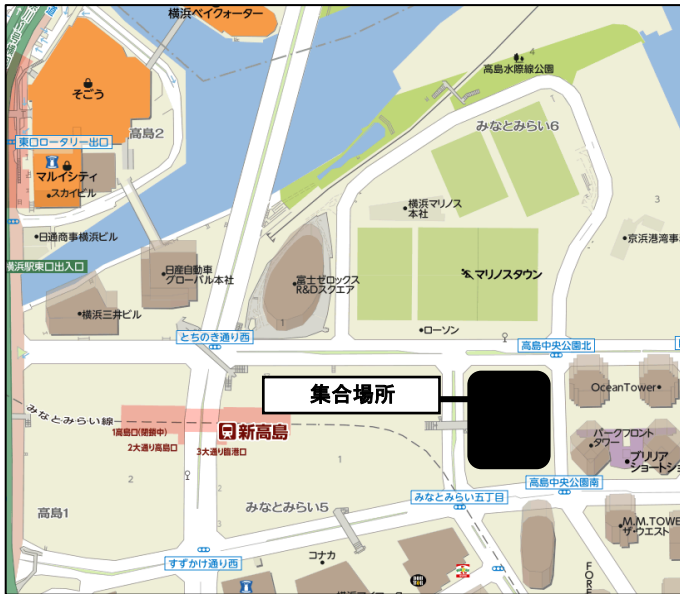 横浜ベイクォーター
そごう
高島2
東口ロータリー出口
マルイシティ
スカイビル
日通商事横浜ビル
横浜駅東口出入口
日産自動車
グローバル本社
横浜三井ビル
高島水際線公園
4
みなとみらい6
横浜マリノス
本社
3
京浜港湾事
マリノスタウン
富士ゼロックス
R&Dスクエア
1
ローソン
とちのき通り西
高島中央公園北
集合場所
OceanTower
みなとみらい線
1高島口(閉鎖中)
2大通り高島口
新高島
3大通り臨港口
1
パークフロント
タワー
ブリリア
ショートショ
高島中央公園南
2
2
3
高島1
みなとみらい5
みなとみらい五丁目
M.M.TOWE
ザ・ウエスト
すずかけ通り西
コナカ
FORE